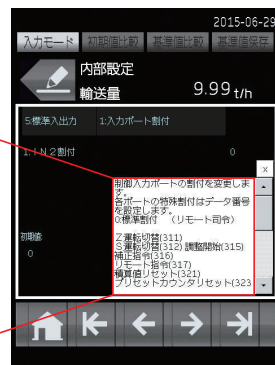 2015-06-29
入力モード 初期値比較 基準値比較 基準値保存
内部設定
輸送量 9.99 t/h
5:標準入出力 1:入力ポート割付
1:IN2割付 0
x
制御入力ポートの割付を変更しま
す。
各ポートの特殊割付はデータ番号
を設定します。
0:標準割付 (リモート司令)
Z運転切替(311)
S運転切替(312) 調整開始(315)
補正指令(316)
リモート指令(317)
積算値リセット(321)
プリセットカウンタリセット(323
初期値:
0